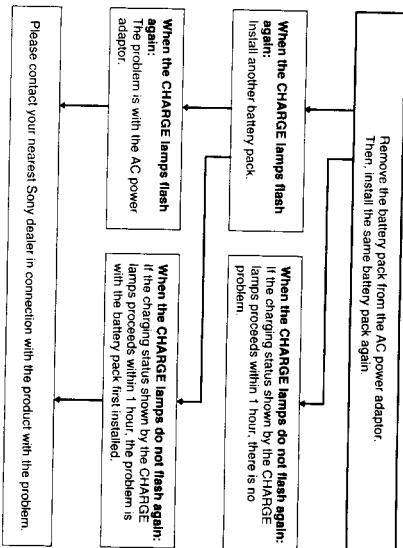 Remove the battery pack from the AC power adaptor.
Then, install the same battery pack again.
When the CHARGE lamps flash
again:
Install another battery pack.
When the CHARGE lamps do not flash again:
If the charging status shown by the CHARGE
lamps proceeds within 1 hour, there is no
problem.
When the CHARGE lamps flash
again:
The problem is with the AC power
adaptor.
When the CHARGE lamps do not flash again:
If the charging status shown by the CHARGE
lamps proceeds within 1 hour, the problem is
with the battery pack first installed.
Please contact your nearest Sony dealer in connection with the product with the problem.